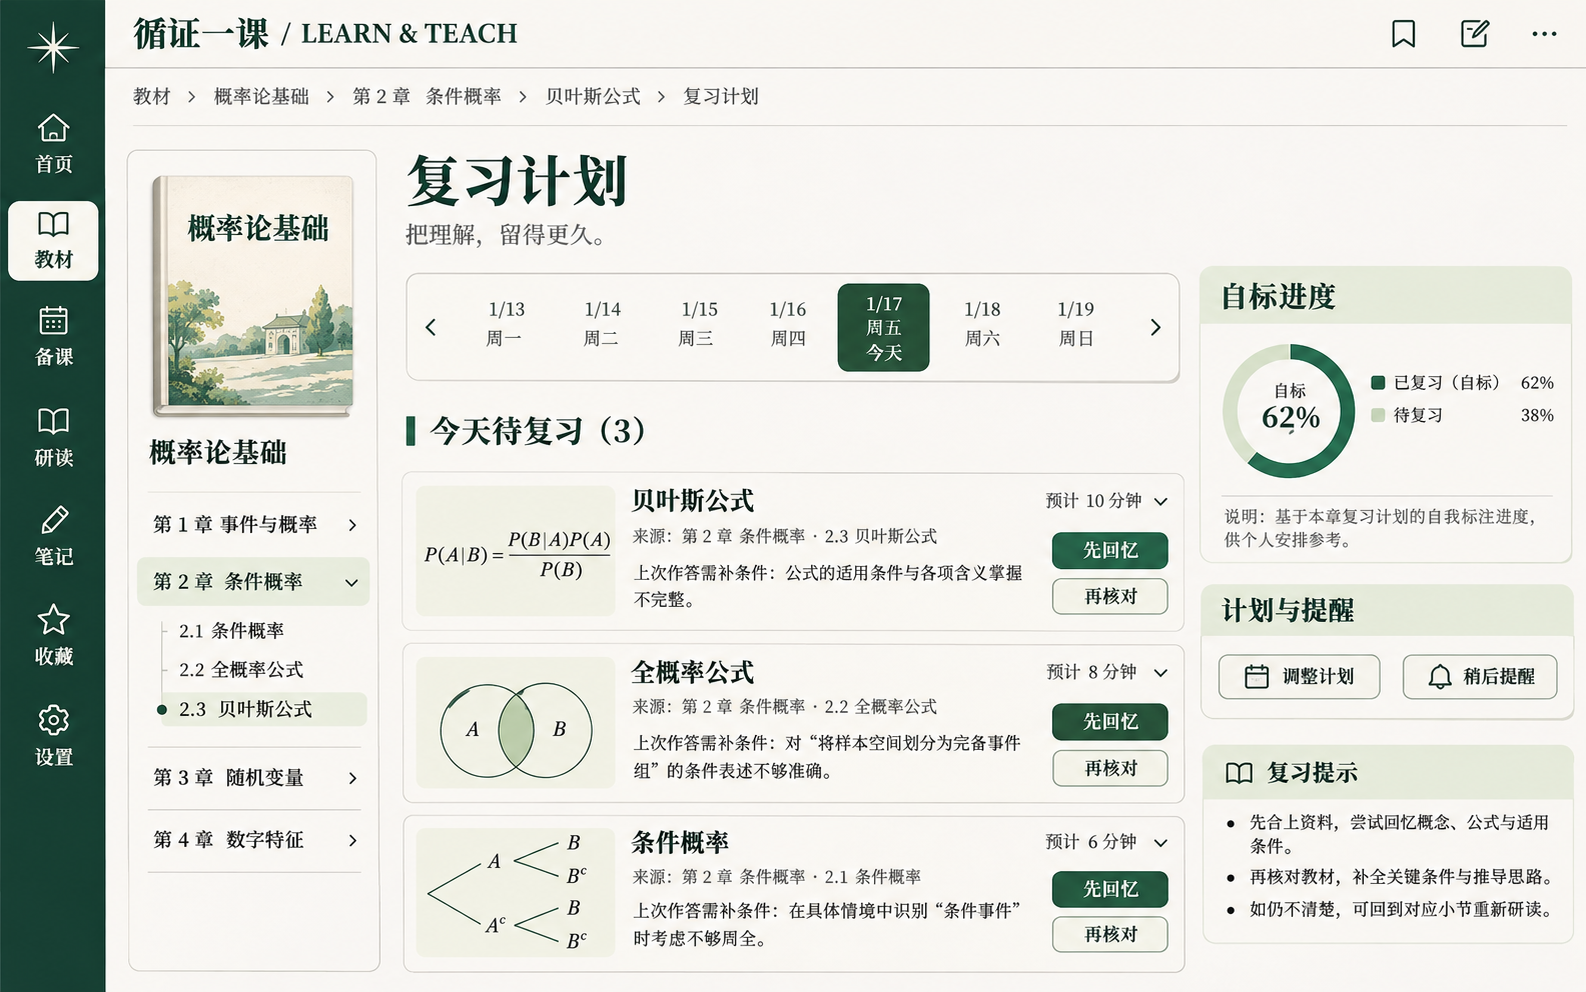 循证一课 / LEARN & TEACH
首页
教材
备课
研读
笔记
收藏
设置
教材 > 概率论基础 > 第 2 章 条件概率 > 贝叶斯公式 > 复习计划
概率论基础
概率论基础
第 1 章 事件与概率
第 2 章 条件概率
2.1 条件概率
2.2 全概率公式
2.3 贝叶斯公式
第 3 章 随机变量
第 4 章 数字特征
复习计划
把理解，留得更久。
1/13 周一
1/14 周二
1/15 周三
1/16 周四
1/17 周五 今天
1/18 周六
1/19 周日
今天待复习（3）
P(A|B) = P(B|A)P(A) / P(B)
贝叶斯公式
预计 10 分钟
来源：第 2 章 条件概率 · 2.3 贝叶斯公式
上次作答需补条件：公式的适用条件与各项含义掌握
不完整。
先回忆
再核对
A B
全概率公式
预计 8 分钟
来源：第 2 章 条件概率 · 2.2 全概率公式
上次作答需补条件：对“将样本空间划分为完备事件
组”的条件表述不够准确。
先回忆
再核对
A
B
Bᶜ
Aᶜ
B
Bᶜ
条件概率
预计 6 分钟
来源：第 2 章 条件概率 · 2.1 条件概率
上次作答需补条件：在具体情境中识别“条件事件”
时考虑不够周全。
先回忆
再核对
自标进度
自标
62%
已复习（自标） 62%
待复习 38%
说明：基于本章复习计划的自我标注进度，
供个人安排参考。
计划与提醒
调整计划
稍后提醒
复习提示
• 先合上资料，尝试回忆概念、公式与适用
条件。
• 再核对教材，补全关键条件与推导思路。
• 如仍不清楚，可回到对应小节重新研读。